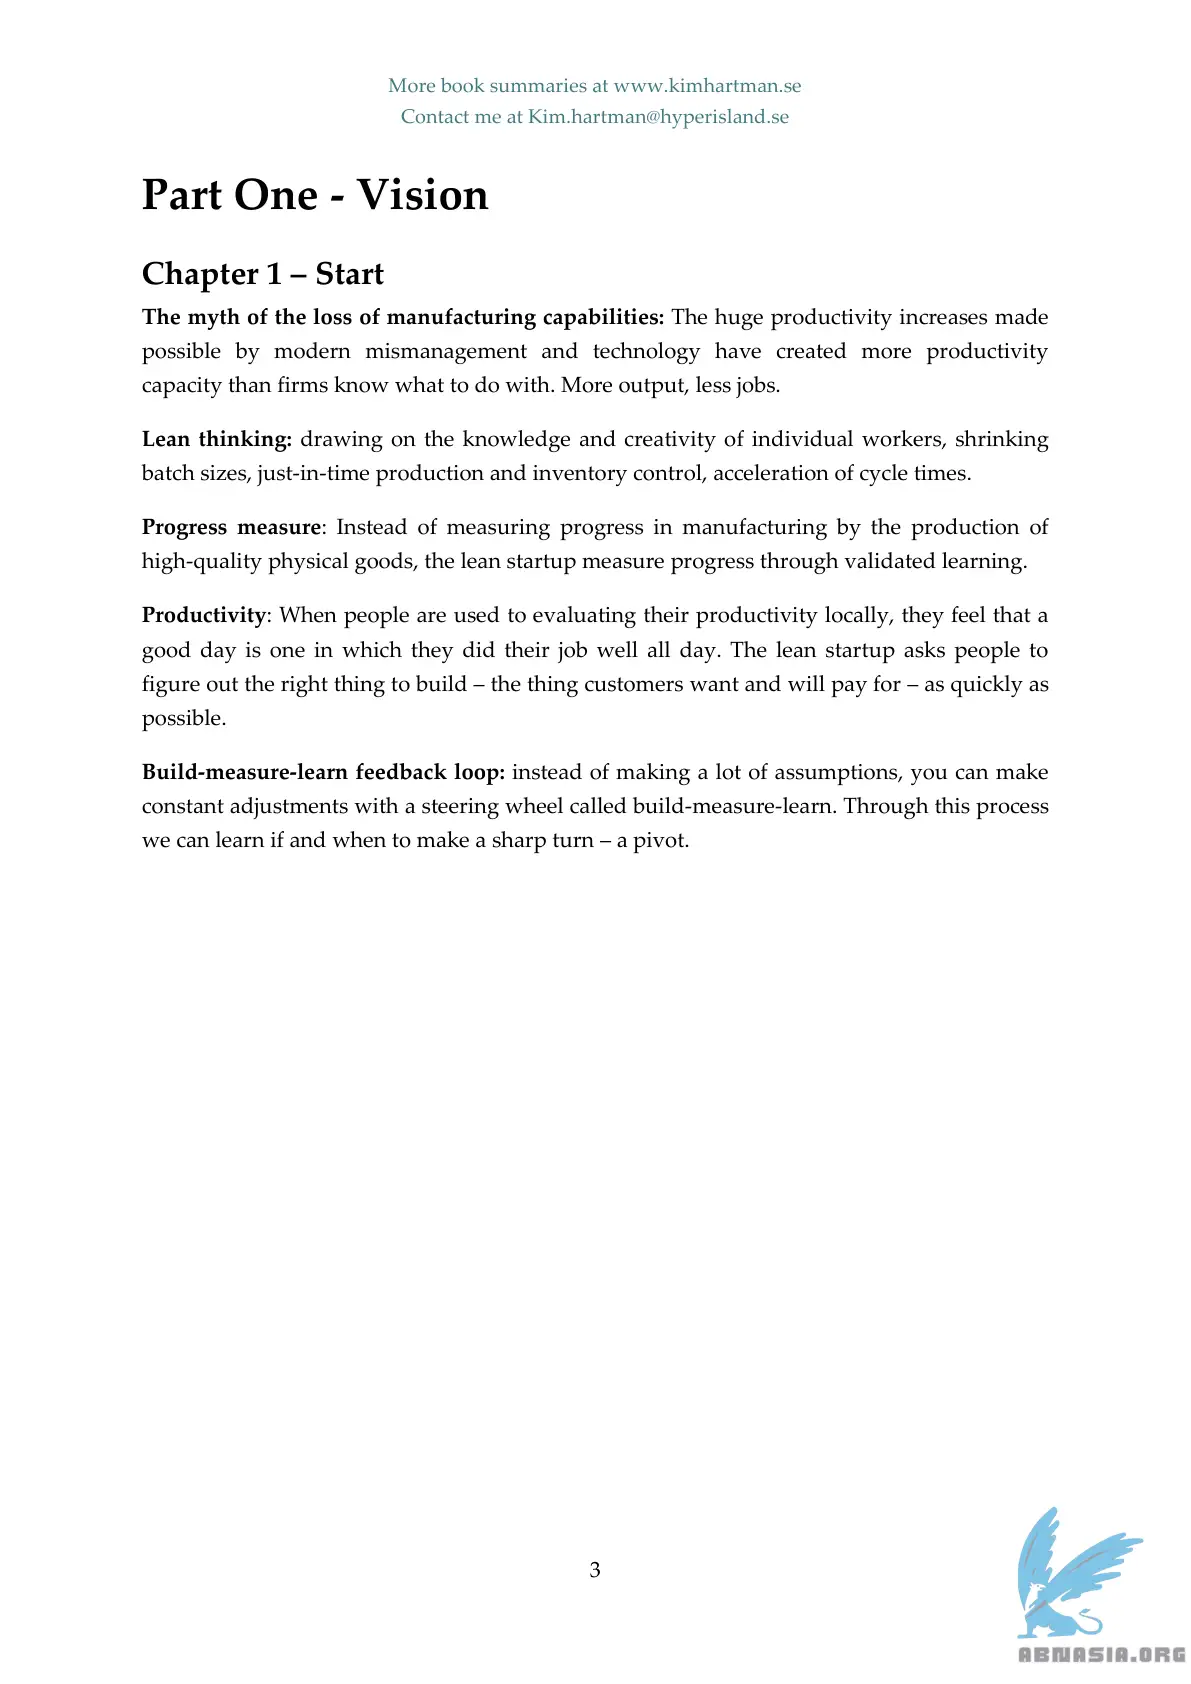 More book summaries at www.kimhartman.se
Contact me at Kim.hartman@hyperisland.se
Part One - Vision
Chapter 1 – Start
The myth of the loss of manufacturing capabilities: The huge productivity increases made
possible by modern mismanagement and technology have created more productivity
capacity than firms know what to do with. More output, less jobs.
Lean thinking: drawing on the knowledge and creativity of individual workers, shrinking
batch sizes, just-in-time production and inventory control, acceleration of cycle times.
Progress measure: Instead of measuring progress in manufacturing by the production of
high-quality physical goods, the lean startup measure progress through validated learning.
Productivity: When people are used to evaluating their productivity locally, they feel that a
good day is one in which they did their job well all day. The lean startup asks people to
figure out the right thing to build – the thing customers want and will pay for – as quickly as
possible.
Build-measure-learn feedback loop: instead of making a lot of assumptions, you can make
constant adjustments with a steering wheel called build-measure-learn. Through this process
we can learn if and when to make a sharp turn – a pivot.
3
ABNASIA.ORG